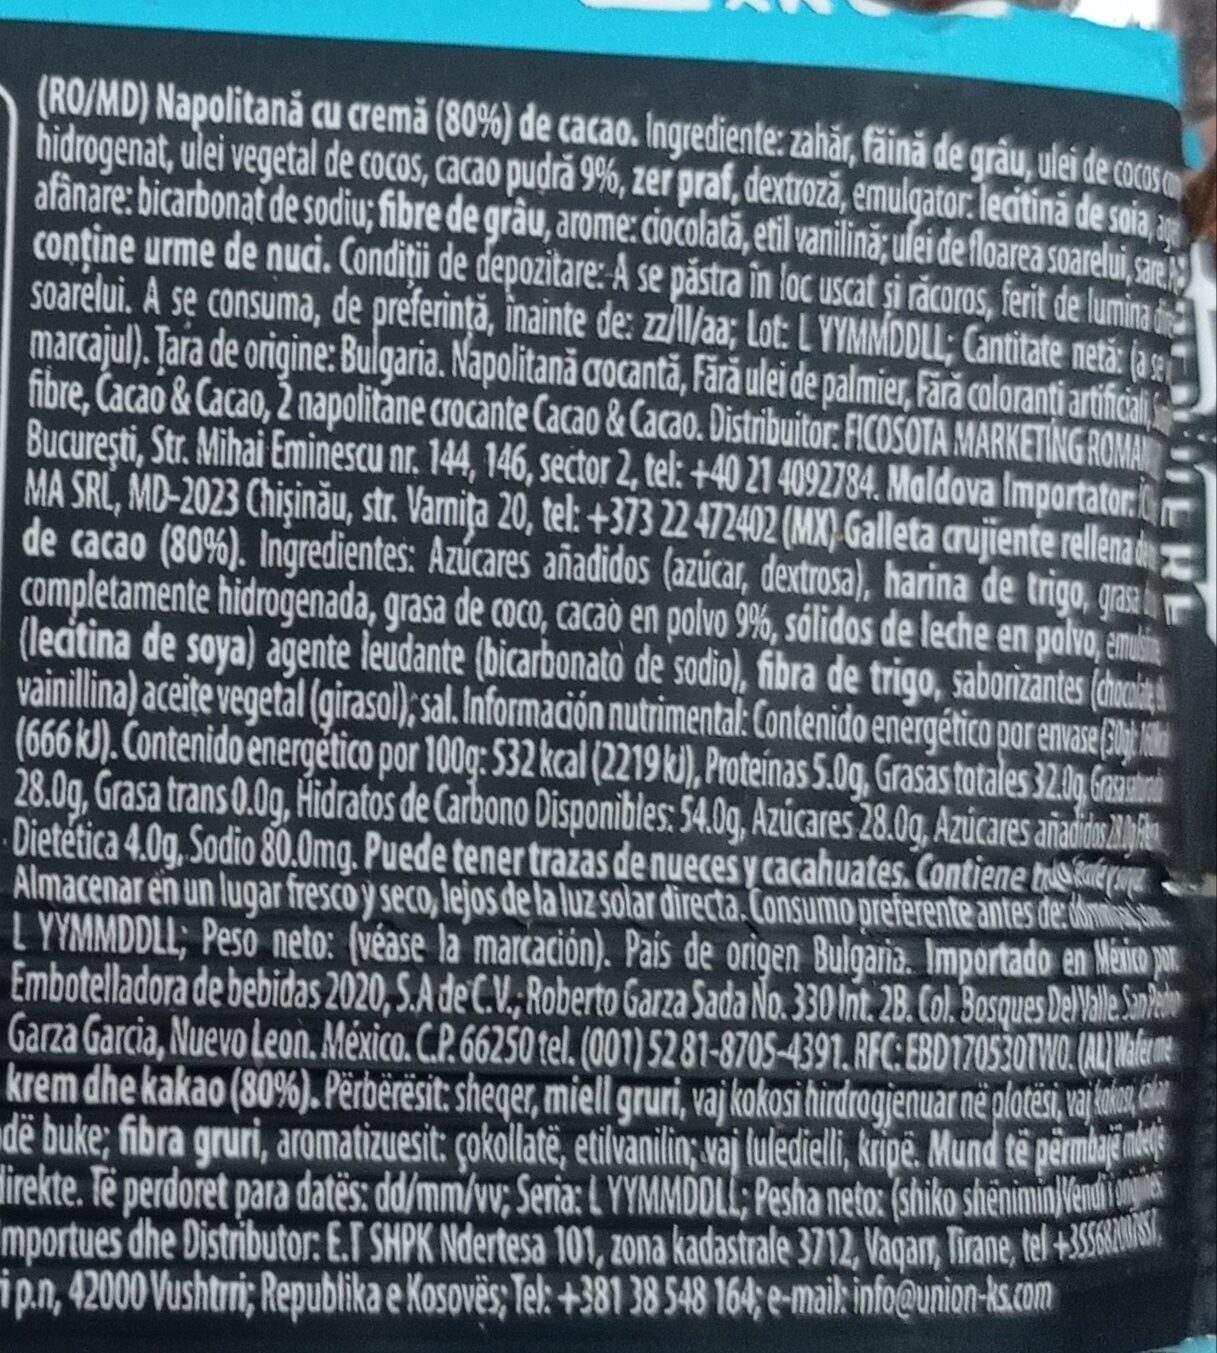 (RO/MD) Napolitană cu cremă (80%) de cacao. Ingrediente: zahăr, făină de grâu, ulei de cocos
hidrogenat, ulei vegetal de cocos, cacao pudră 9%, zer praf, dextroză, emulgator: lecitină de soia,
afânare: bicarbonat de sodiu; fibre de grâu, arome: ciocolată, etil vanilină; ulei de floarea soarelui, sare.
conține urme de nuci. Condiții de depozitare: A se păstra în loc uscat și răcoros, ferit de lumina
soarelui. A se consuma, de preferință, înainte de: zz/ll/aa; Lot: L YYMMDDLL; Cantitate netă: (a se
marcajul). Țara de origine: Bulgaria. Napolitană crocantă, Fără ulei de palmier, Fără coloranți artificiali,
fibre, Cacao & Cacao, 2 napolitane crocante Cacao & Cacao. Distribuitor: FICOSOTA MARKETING
București, Str. Mihai Eminescu nr. 144, 146, sector 2, tel: +40 21 4092784. Moldova Importator:
MA SRL, MD-2023 Chișinău, str. Varnița 20, tel: +373 22 472402 (MX) Galleta crujiente rellena
de cacao (80%). Ingredientes: Azúcares añadidos (azúcar, dextrosa), harina de trigo, grasa
completamente hidrogenada, grasa de coco, cacao en polvo 9%, sólidos de leche en polvo,
(lecitina de soya) agente leudante (bicarbonato de sodio), fibra de trigo, saborizantes (chocolate,
vainillina) aceite vegetal (girasol); sal. Información nutrimental: Contenido energético por envase (30g):
(666 kJ). Contenido energético por 100g: 532 kcal (2219 kJ), Proteínas 5.0g, Grasas totales 32.0g, Grasa saturada
28.0g, Grasa trans 0.0g, Hidratos de Carbono Disponibles: 54.0g, Azúcares 28.0g, Azúcares añadidos
Dietética 4.0g, Sodio 80.0mg. Puede tener trazas de nueces y cacahuates. Contiene
Almacenar en un lugar fresco y seco, lejos de la luz solar directa. Consumo preferente antes de:
L YYMMDDLL; Peso neto: (véase la marcación). País de origen Bulgaria. Importado en México por
Embotelladora de bebidas 2020, S.A de C.V.; Roberto Garza Sada No. 330 Int. 2B. Col. Bosques Del Valle. San Pedro
Garza Garcia, Nuevo Leon. México. C.P. 66250 tel. (001) 52 81-8705-4391. RFC: EBD170530TW0. (AL) Wafer me
krem dhe kakao (80%). Përbërësit: sheqer, miell gruri, vaj kokosi hirdrogjenuar në plotësi, vaj kokosi,
dë buke; fibra gruri, aromatizuesit: çokollatë, etilvanilin; vaj luledielli, kripë. Mund të përmbajë
direkte. Të perdoret para datës: dd/mm/vv; Seria: L YYMMDDLL; Pesha neto: (shiko shënimin) Vendi i
mportues dhe Distributor: E.T SHPK Ndertesa 101, zona kadastrale 3712, Vaqarr, Tirane, tel
i p.n, 42000 Vushtrri; Republika e Kosovës; Tel: +381 38 548 164; e-mail: info@union-ks.com